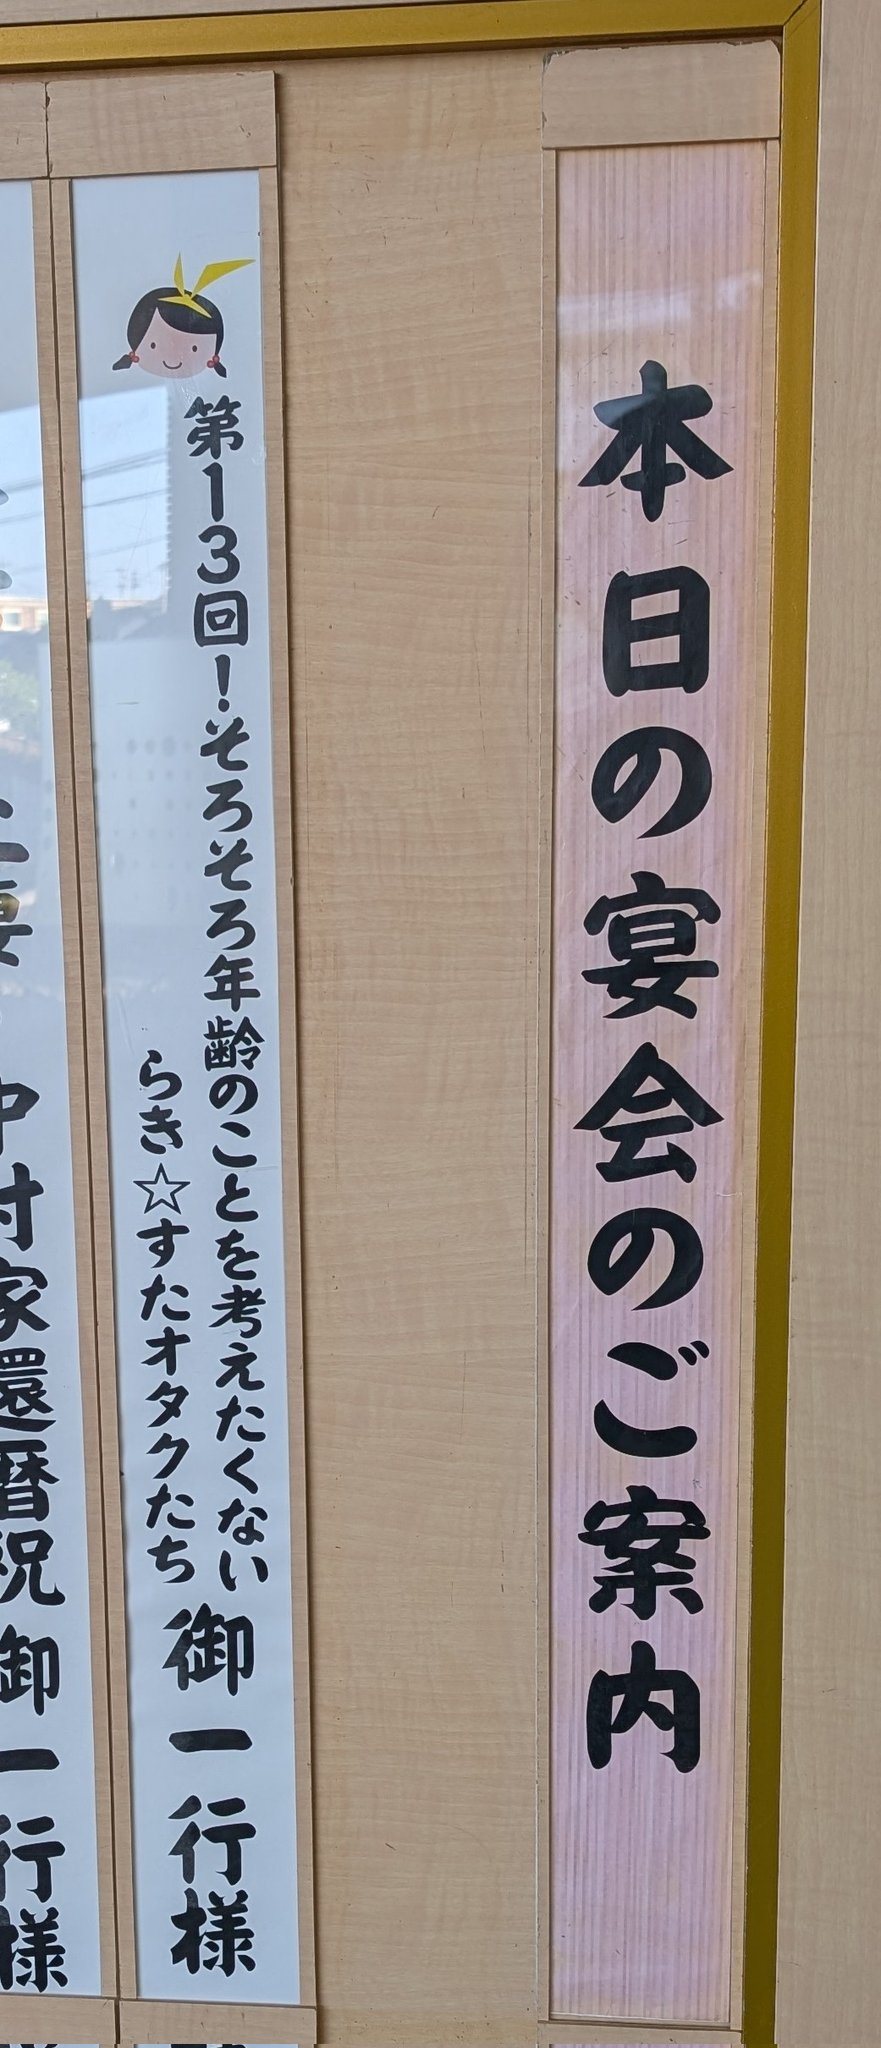 本日の宴会のご案内
第13回！そろそろ年齢のことを考えたくない
らき☆すたオタクたち
御一行様
中村家還暦祝御一行様